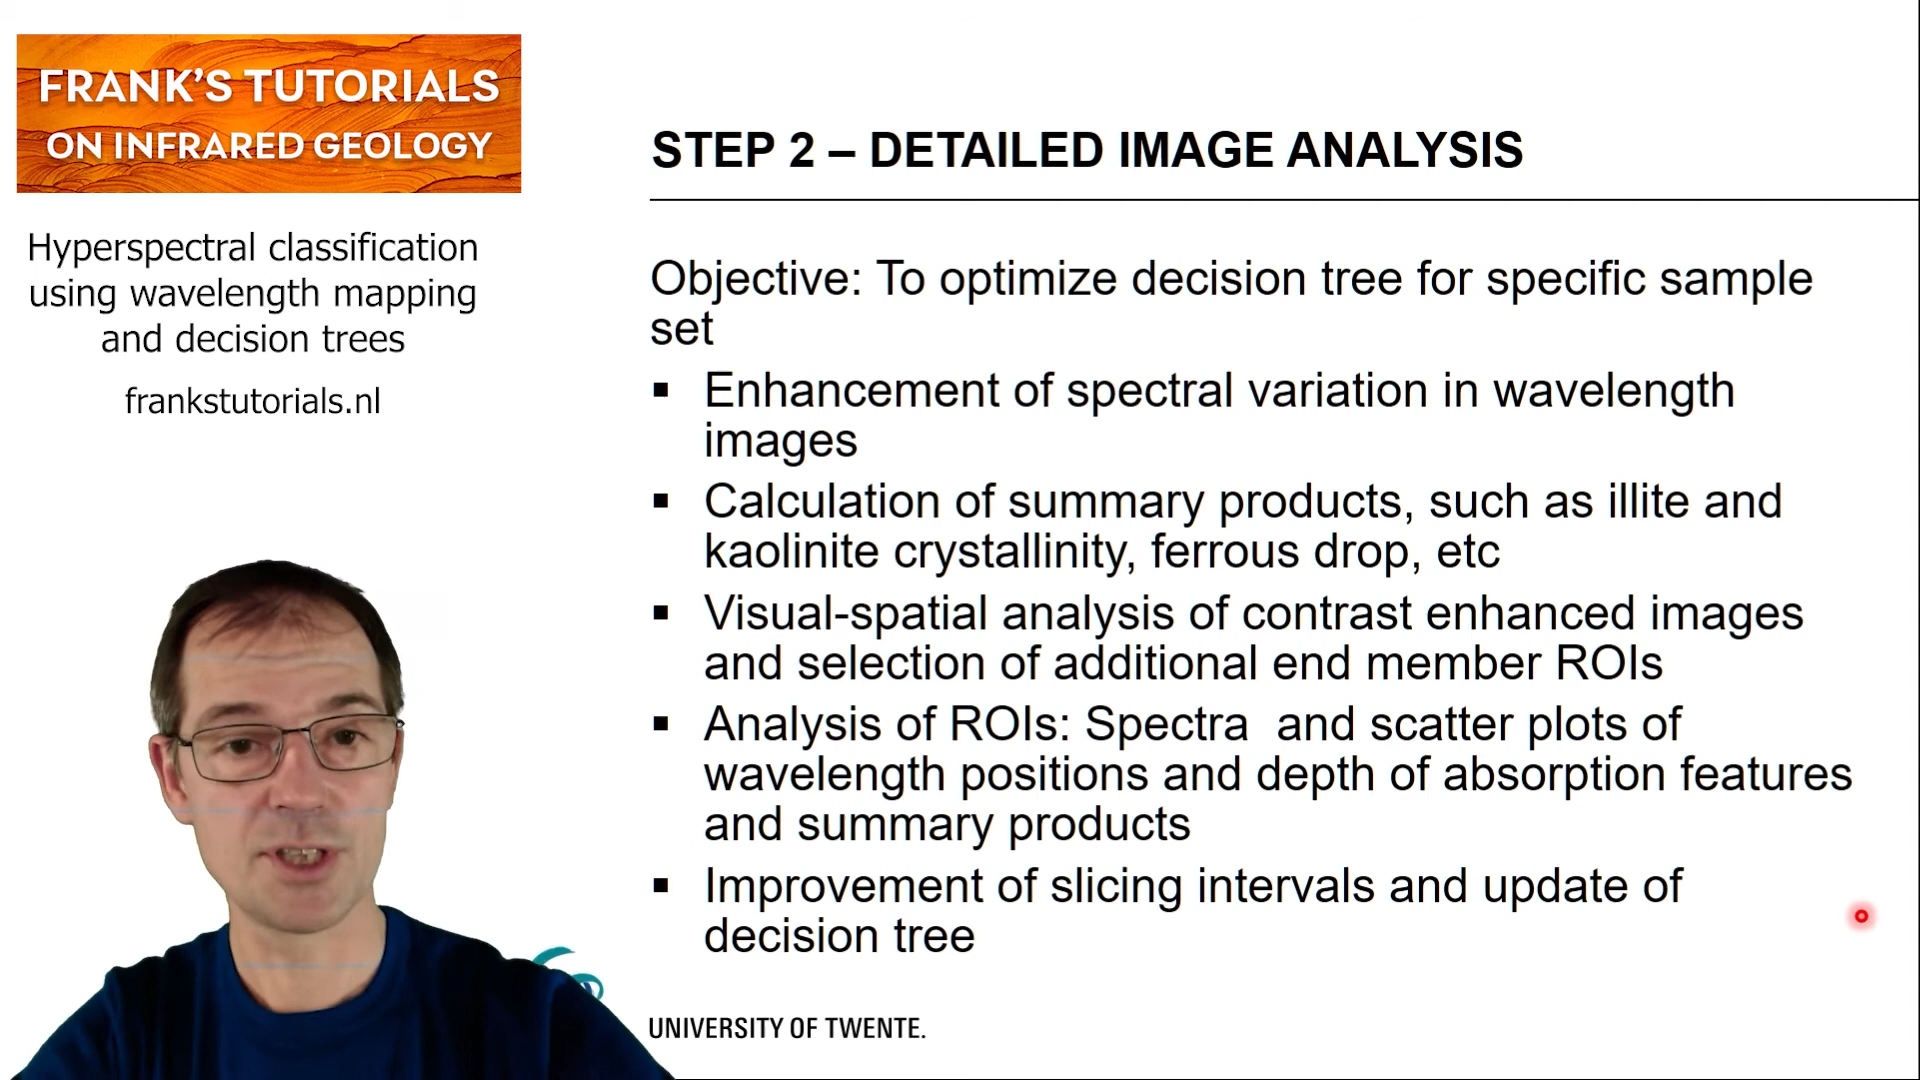 FRANK'S TUTORIALS
ON INFRARED GEOLOGY
Hyperspectral classification
using wavelength mapping
and decision trees
frankstutorials.nl
STEP 2 – DETAILED IMAGE ANALYSIS
Objective: To optimize decision tree for specific sample
set
▪ Enhancement of spectral variation in wavelength
images
▪ Calculation of summary products, such as illite and
kaolinite crystallinity, ferrous drop, etc
▪ Visual-spatial analysis of contrast enhanced images
and selection of additional end member ROIs
▪ Analysis of ROIs: Spectra  and scatter plots of
wavelength positions and depth of absorption features
and summary products
▪ Improvement of slicing intervals and update of
decision tree
UNIVERSITY OF TWENTE.